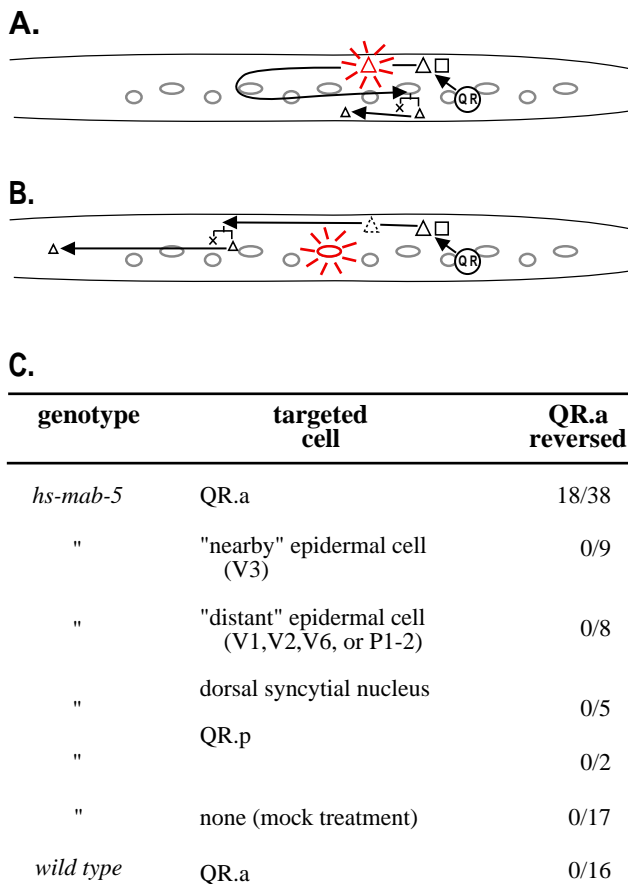 A.
QR
x
B.
x
QR
C.
genotype targeted cell QR.a reversed
hs-mab-5 QR.a 18/38
" "nearby" epidermal cell (V3) 0/9
" "distant" epidermal cell (V1,V2,V6, or P1-2) 0/8
" dorsal syncytial nucleus 0/5
" QR.p 0/2
" none (mock treatment) 0/17
wild type QR.a 0/16